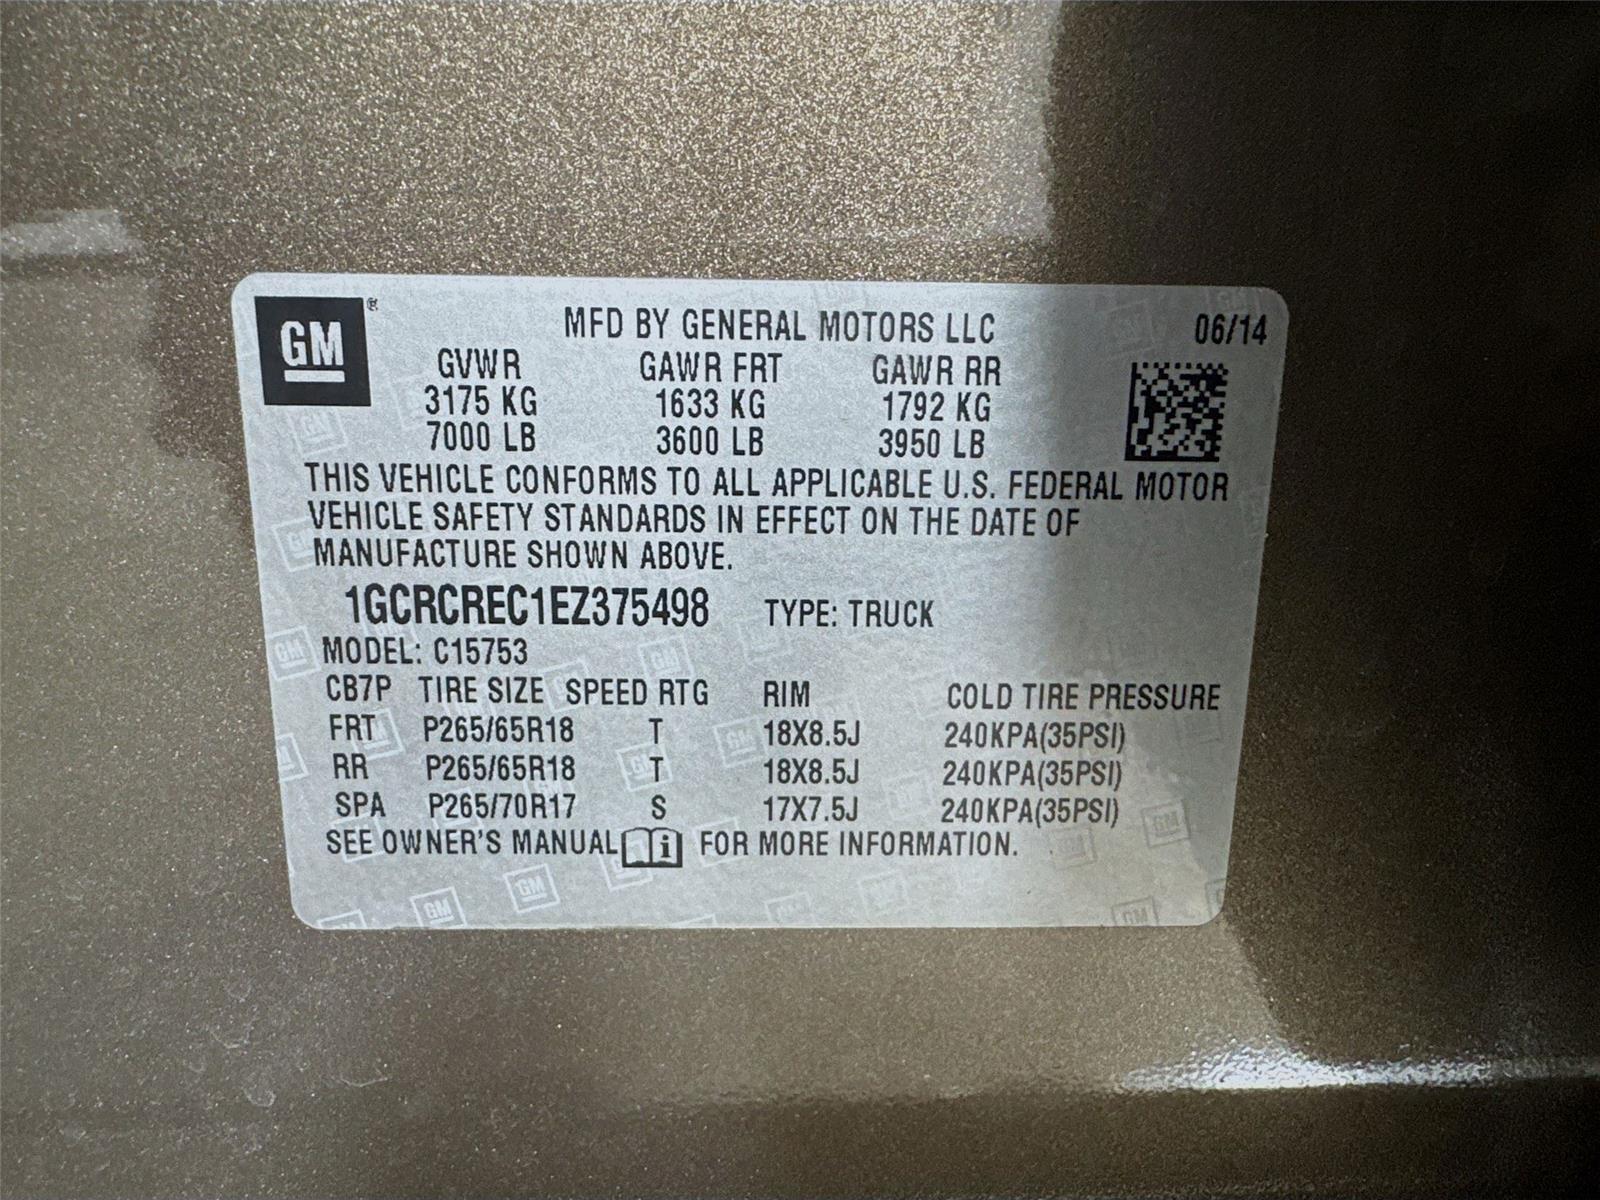 GM®
MFD BY GENERAL MOTORS LLC 06/14
GVWR GAWR FRT GAWR RR
3175 KG 1633 KG 1792 KG
7000 LB 3600 LB 3950 LB
THIS VEHICLE CONFORMS TO ALL APPLICABLE U.S. FEDERAL MOTOR
VEHICLE SAFETY STANDARDS IN EFFECT ON THE DATE OF
MANUFACTURE SHOWN ABOVE.
1GCRCREC1EZ375498 TYPE: TRUCK
MODEL: C15753
CB7P TIRE SIZE SPEED RTG RIM COLD TIRE PRESSURE
FRT P265/65R18 T 18X8.5J 240KPA(35PSI)
RR P265/65R18 T 18X8.5J 240KPA(35PSI)
SPA P265/70R17 S 17X7.5J 240KPA(35PSI)
SEE OWNER'S MANUAL i FOR MORE INFORMATION.